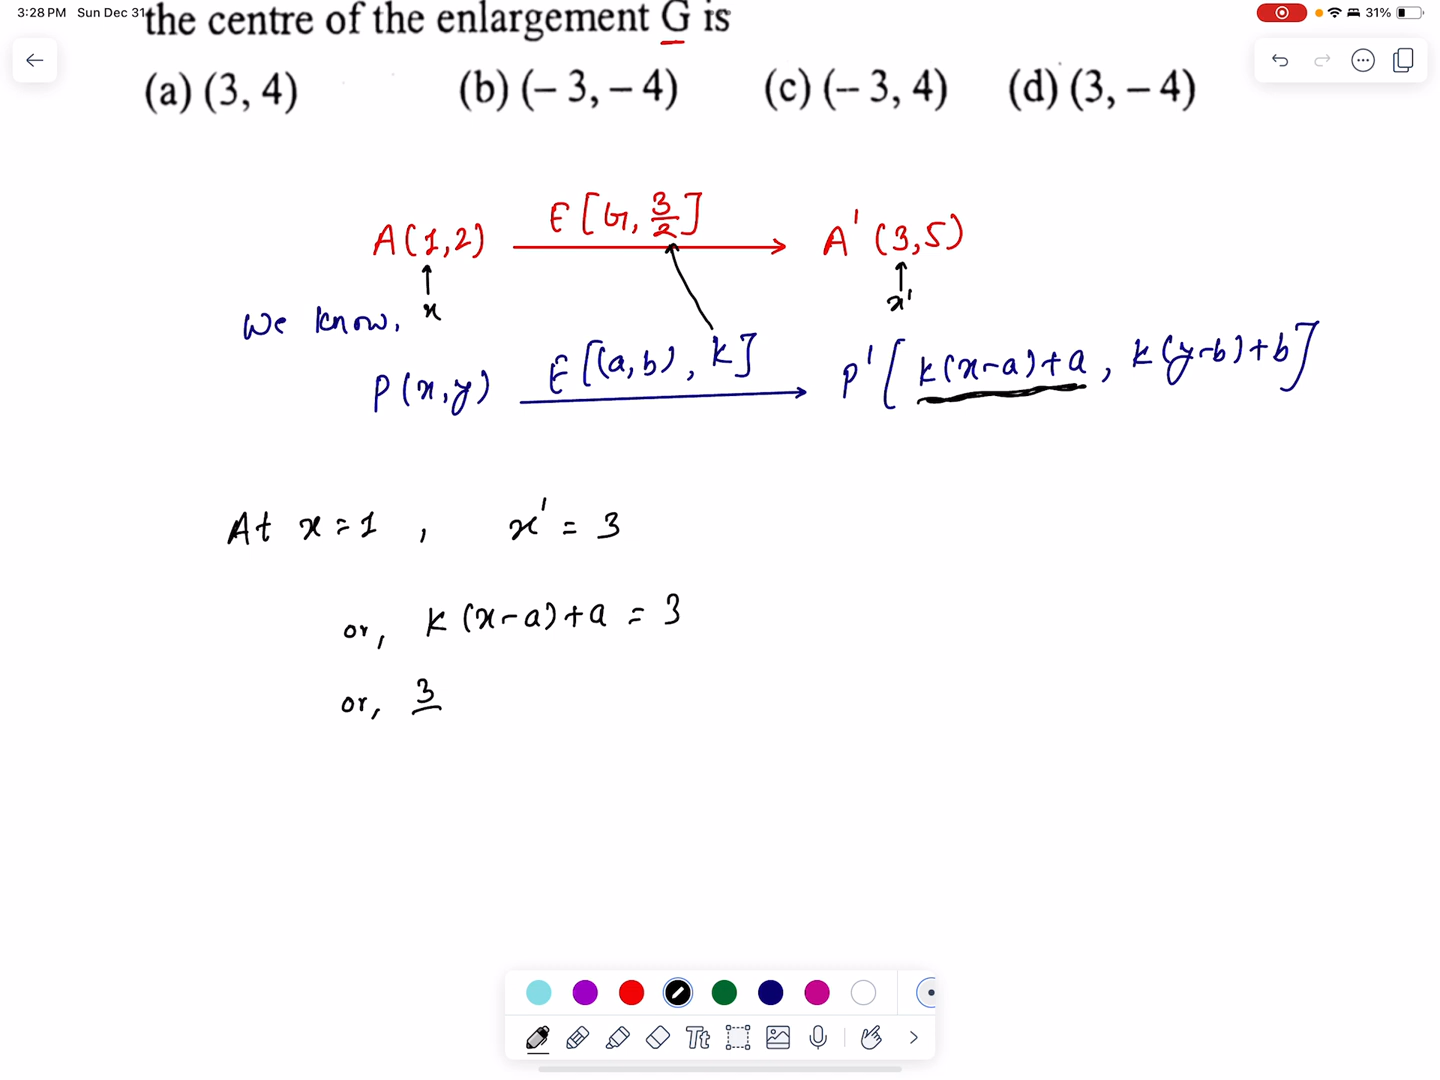 3:28 PM Sun Dec 31
31%
the centre of the enlargement G is
(a) (3, 4) (b) (– 3, – 4) (c) (– 3, 4) (d) (3, – 4)
A(1,2) E[G, 3/2] A'(3,5)
x x'
We know,
P(x,y) E[(a,b), k] P'[k(x-a)+a, k(y-b)+b]
At x=1, x' = 3
or, k(x-a)+a = 3
or, 3
Tt